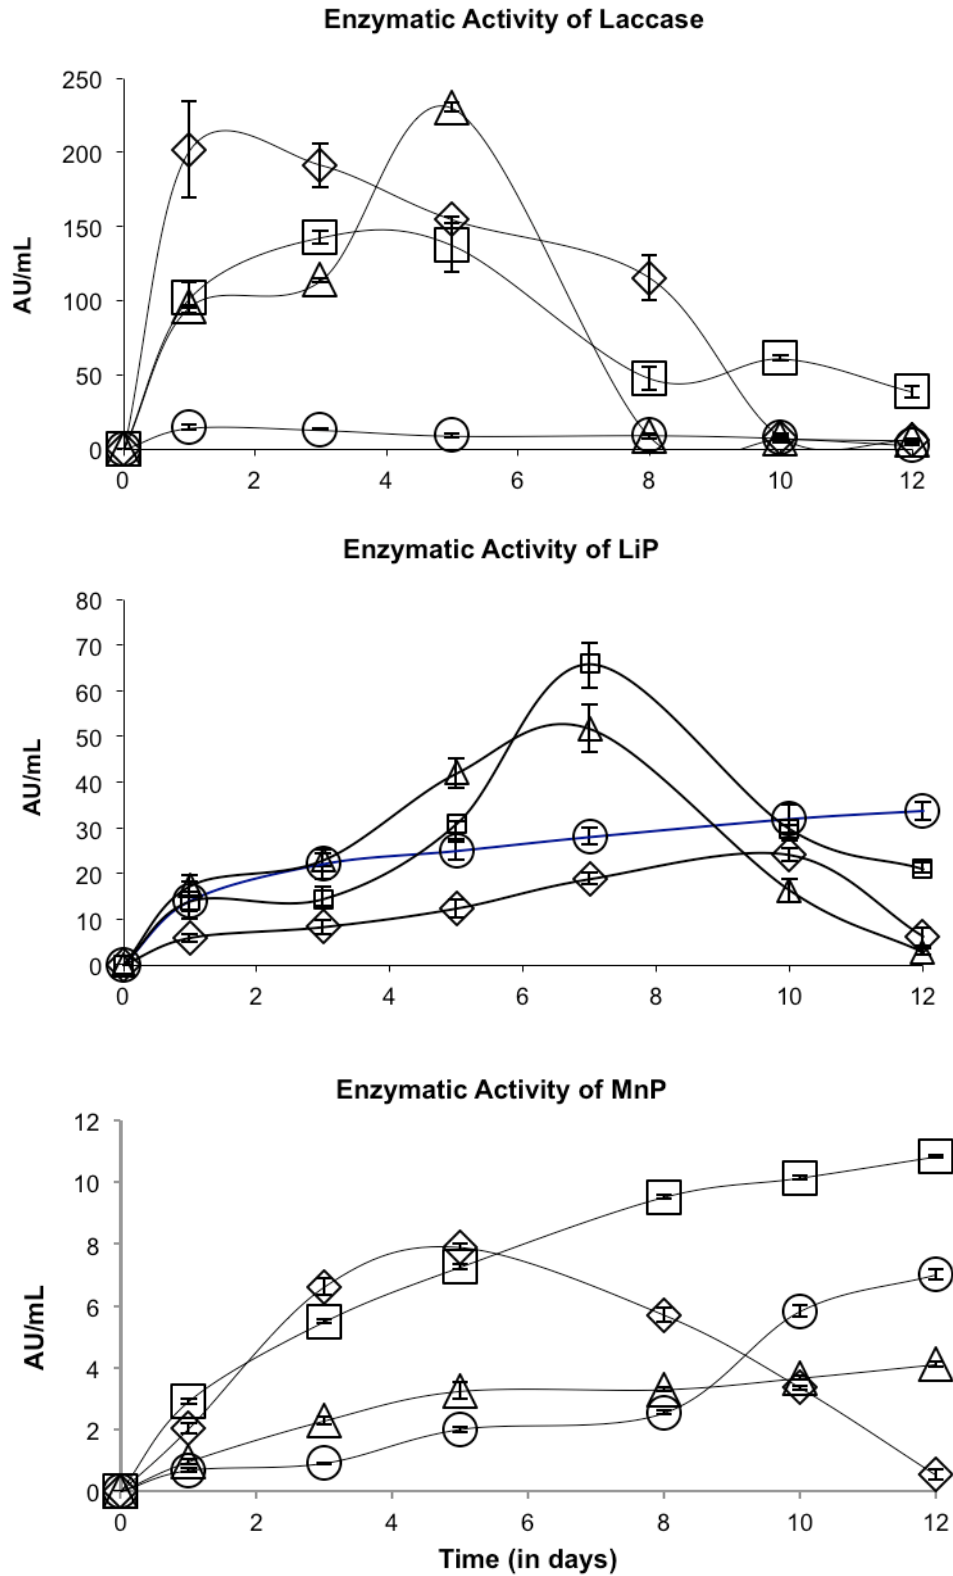 Enzymatic Activity of Laccase
250
200
150
100
50
0
AU/mL
0 2 4 6 8 10 12
Enzymatic Activity of LiP
80
70
60
50
40
30
20
10
0
AU/mL
0 2 4 6 8 10 12
Enzymatic Activity of MnP
12
10
8
6
4
2
0
AU/mL
0 2 4 6 8 10 12
Time (in days)